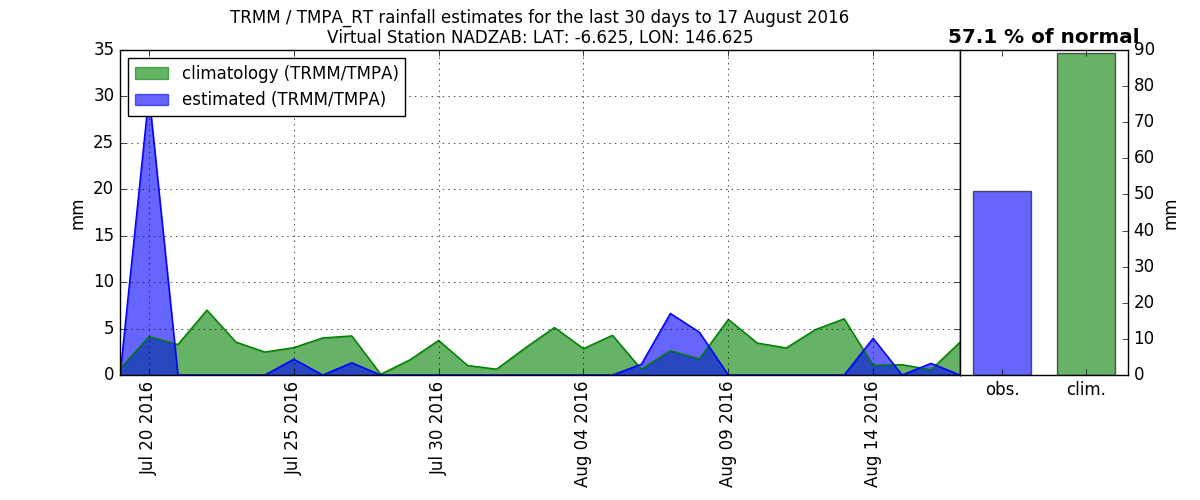 TRMM / TMPA_RT rainfall estimates for the last 30 days to 17 August 2016
Virtual Station NADZAB: LAT: -6.625, LON: 146.625
57.1 % of normal
climatology (TRMM/TMPA)
estimated (TRMM/TMPA)
35
30
25
20
15
10
5
0
mm
Jul 20 2016
Jul 25 2016
Jul 30 2016
Aug 04 2016
Aug 09 2016
Aug 14 2016
obs.
clim.
90
80
70
60
50
40
30
20
10
0
mm